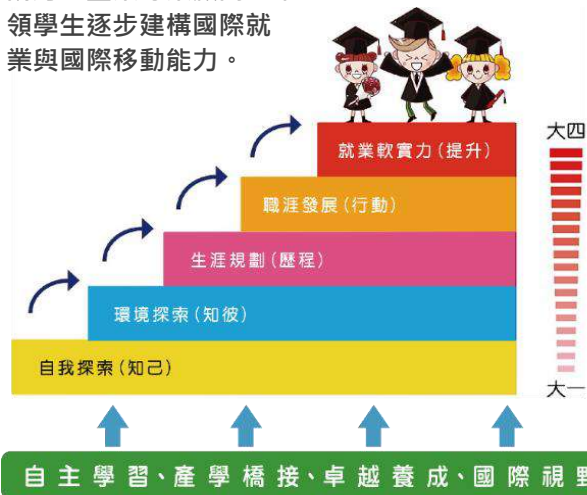 領學生逐步建構國際就
業與國際移動能力。
大四
就業軟實力(提升)
職涯發展(行動)
生涯規劃(歷程)
環境探索(知彼)
自我探索(知己)
大一
自主學習、產學橋接、卓越養成、國際視野